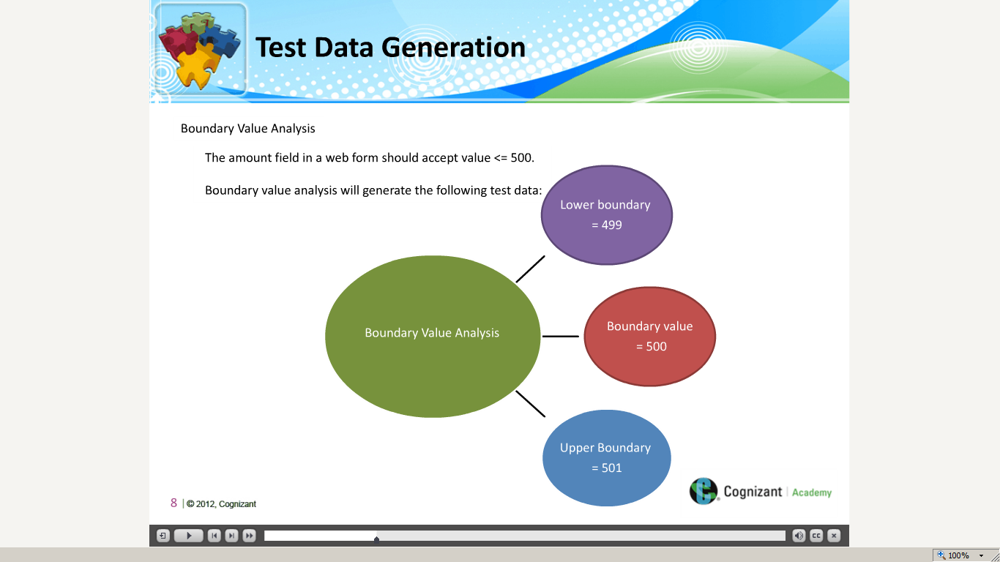 Test Data Generation
Boundary Value Analysis
The amount field in a web form should accept value <= 500.
Boundary value analysis will generate the following test data:
Lower boundary
= 499
Boundary Value Analysis
Boundary value
= 500
Upper Boundary
= 501
8 | © 2012, Cognizant
Cognizant | Academy
CC
100%